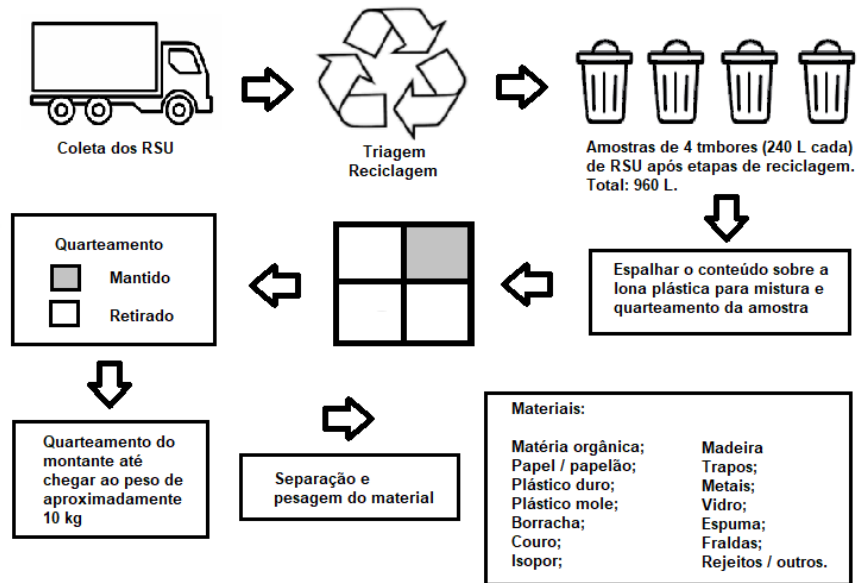 Coleta dos RSU
Triagem
Reciclagem
Amostras de 4 tmbores (240 L cada)
de RSU após etapas de reciclagem.
Total: 960 L.
Espalhar o conteúdo sobre a
lona plástica para mistura e
quarteamento da amostra
Quarteamento
Mantido
Retirado
Quarteamento do
montante até
chegar ao peso de
aproximadamente
10 kg
Separação e
pesagem do material
Materiais:
Matéria orgânica;
Papel / papelão;
Plástico duro;
Plástico mole;
Borracha;
Couro;
Isopor;
Madeira
Trapos;
Metais;
Vidro;
Espuma;
Fraldas;
Rejeitos / outros.